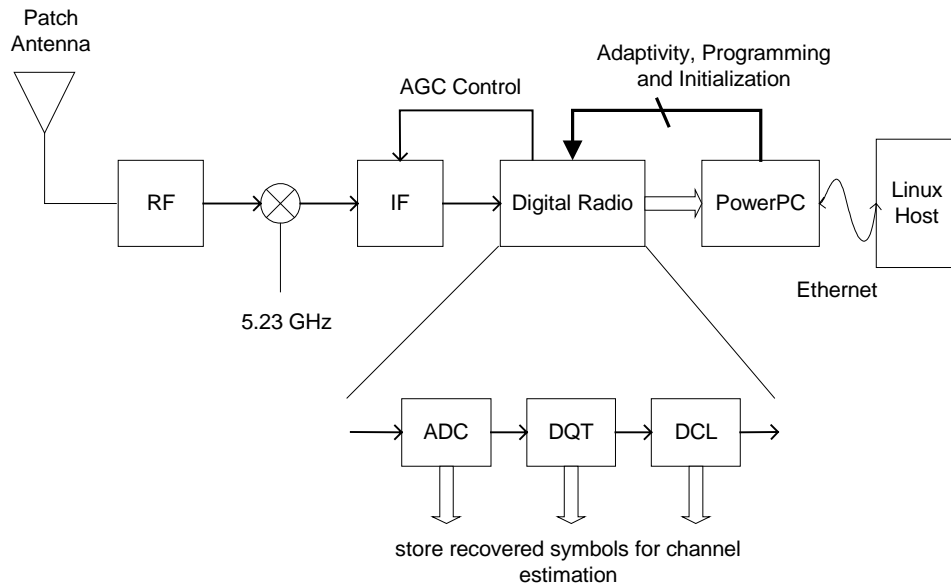 Patch
Antenna
Adaptivity, Programming
and Initialization
AGC Control
RF
IF
Digital Radio
PowerPC
Linux
Host
Ethernet
5.23 GHz
ADC
DQT
DCL
store recovered symbols for channel
estimation